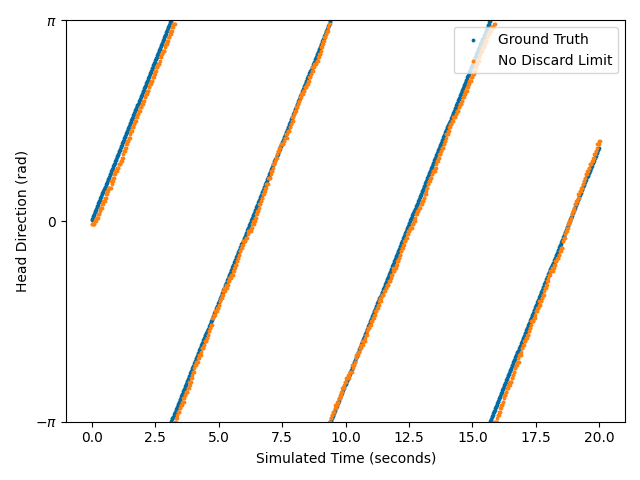 π
0
−π
Head Direction (rad)
Ground Truth
No Discard Limit
0.0 2.5 5.0 7.5 10.0 12.5 15.0 17.5 20.0
Simulated Time (seconds)